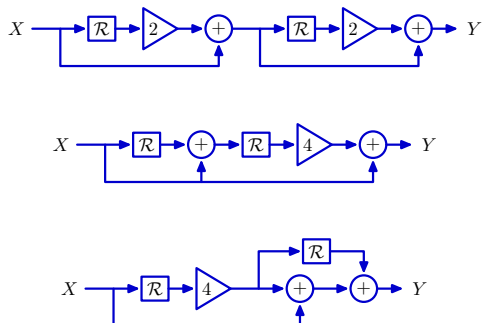 X ℛ 2 + ℛ 2 + Y
X ℛ + ℛ 4 + Y
ℛ
X ℛ 4 + + Y